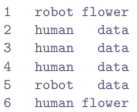 1 robot flower
2 human data
3 human data
4 human data
5 robot data
6 human flower